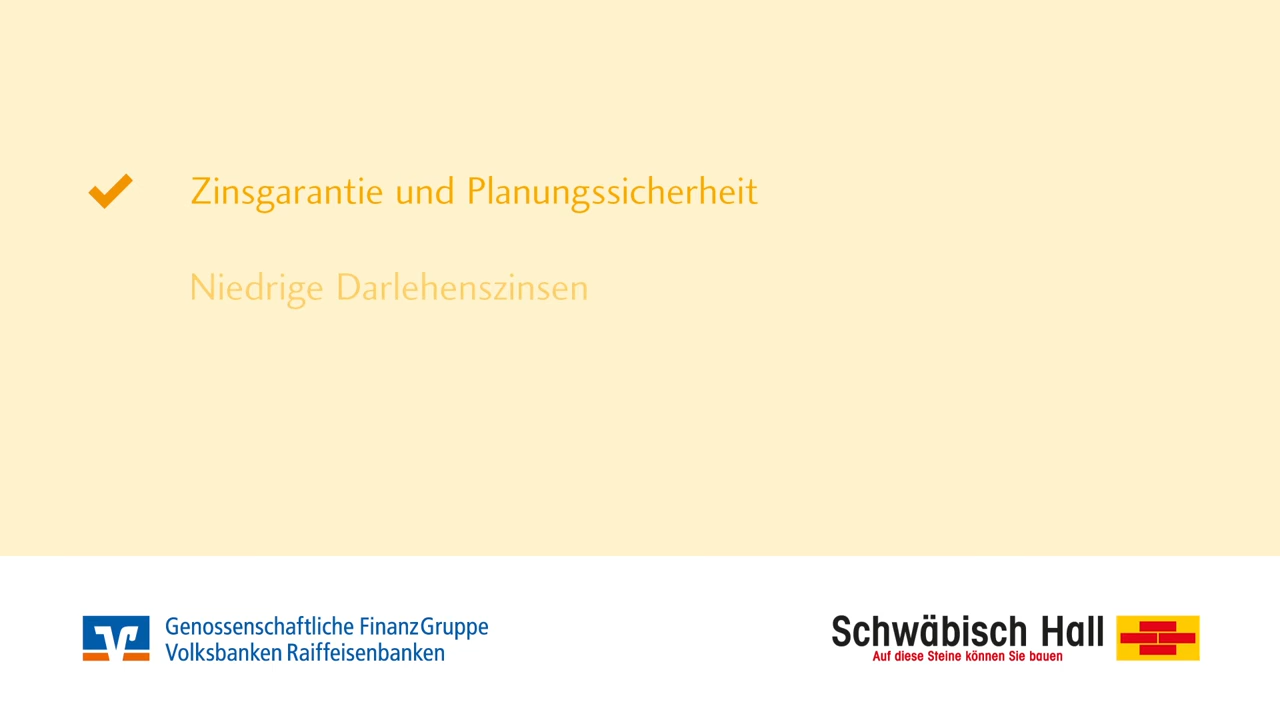 Zinsgarantie und Planungssicherheit
Niedrige Darlehenszinsen
Genossenschaftliche FinanzGruppe
Volksbanken Raiffeisenbanken
Schwäbisch Hall
Auf diese Steine können Sie bauen